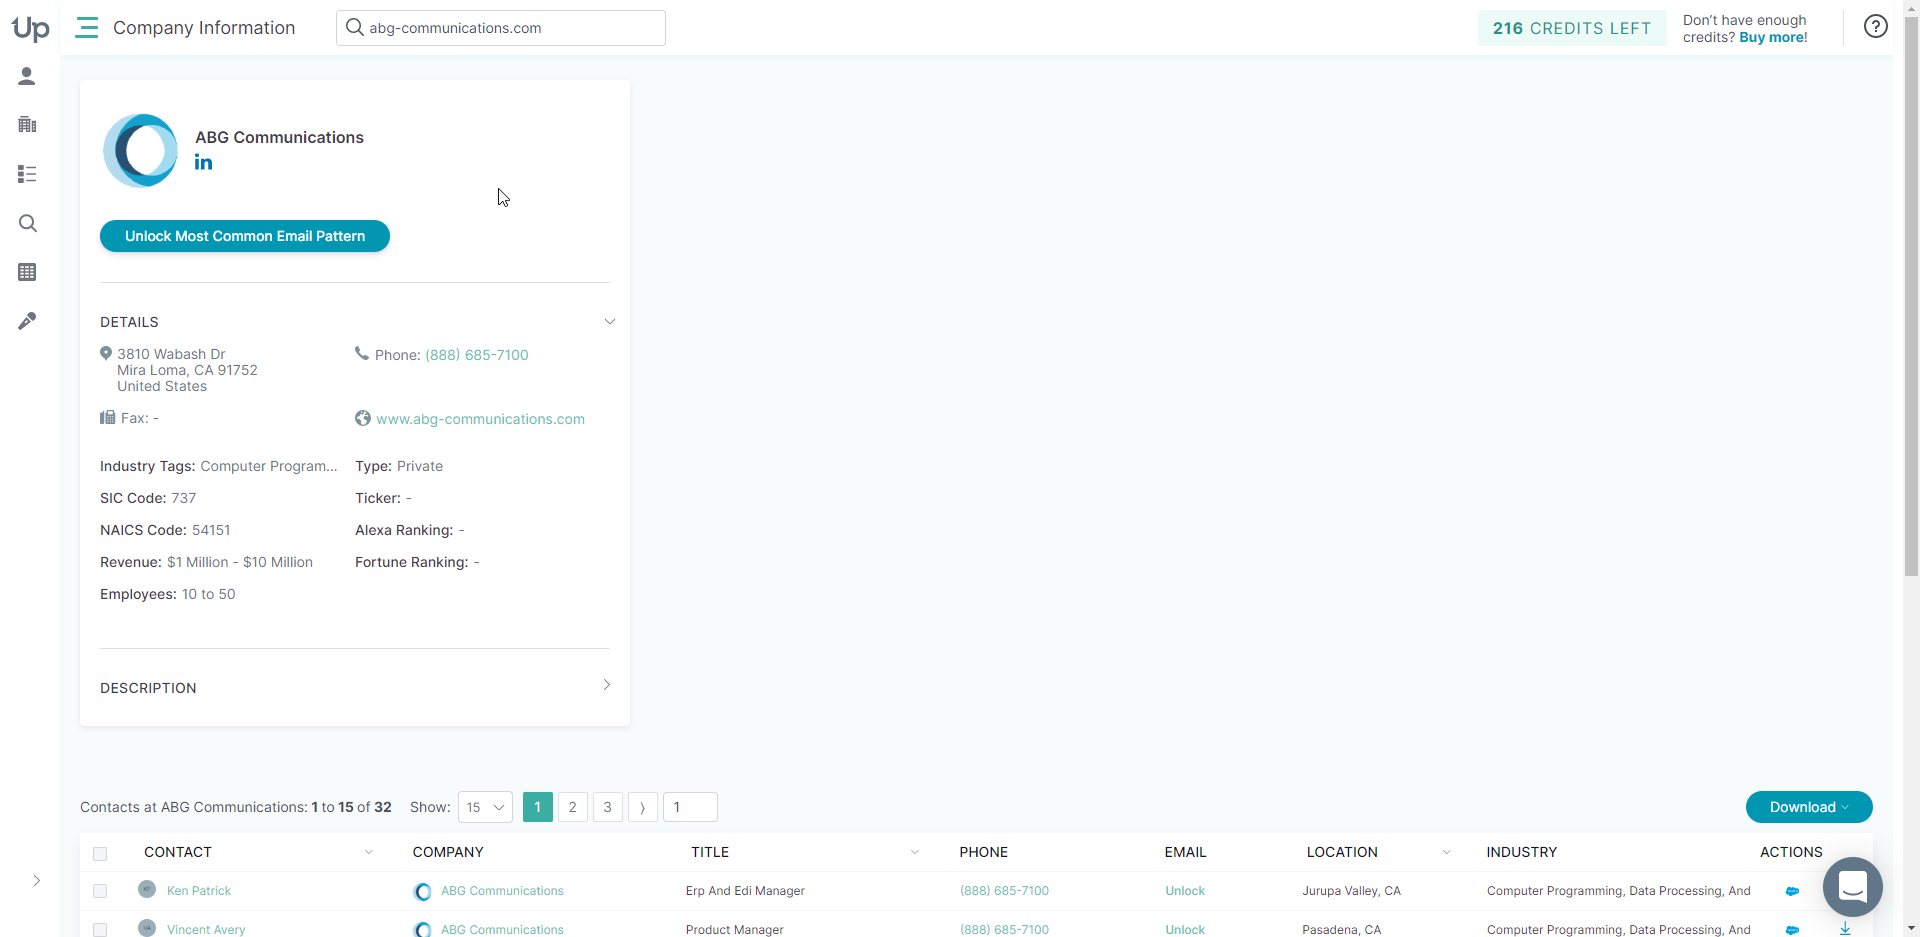 Up
Company Information
abg-communications.com
216 CREDITS LEFT
Don't have enough
credits? Buy more!
ABG Communications
in
Unlock Most Common Email Pattern
DETAILS
3810 Wabash Dr
Mira Loma, CA 91752
United States
Phone: (888) 685-7100
Fax: -
www.abg-communications.com
Industry Tags: Computer Program...
Type: Private
SIC Code: 737
Ticker: -
NAICS Code: 54151
Alexa Ranking: -
Revenue: $1 Million - $10 Million
Fortune Ranking: -
Employees: 10 to 50
DESCRIPTION
Contacts at ABG Communications: 1 to 15 of 32 Show: 15 1 2 3 1
Download
CONTACT COMPANY TITLE PHONE EMAIL LOCATION INDUSTRY ACTIONS
KP Ken Patrick ABG Communications Erp And Edi Manager (888) 685-7100 Unlock Jurupa Valley, CA Computer Programming, Data Processing, And
VA Vincent Avery ABG Communications Product Manager (888) 685-7100 Unlock Pasadena, CA Computer Programming, Data Processing, And